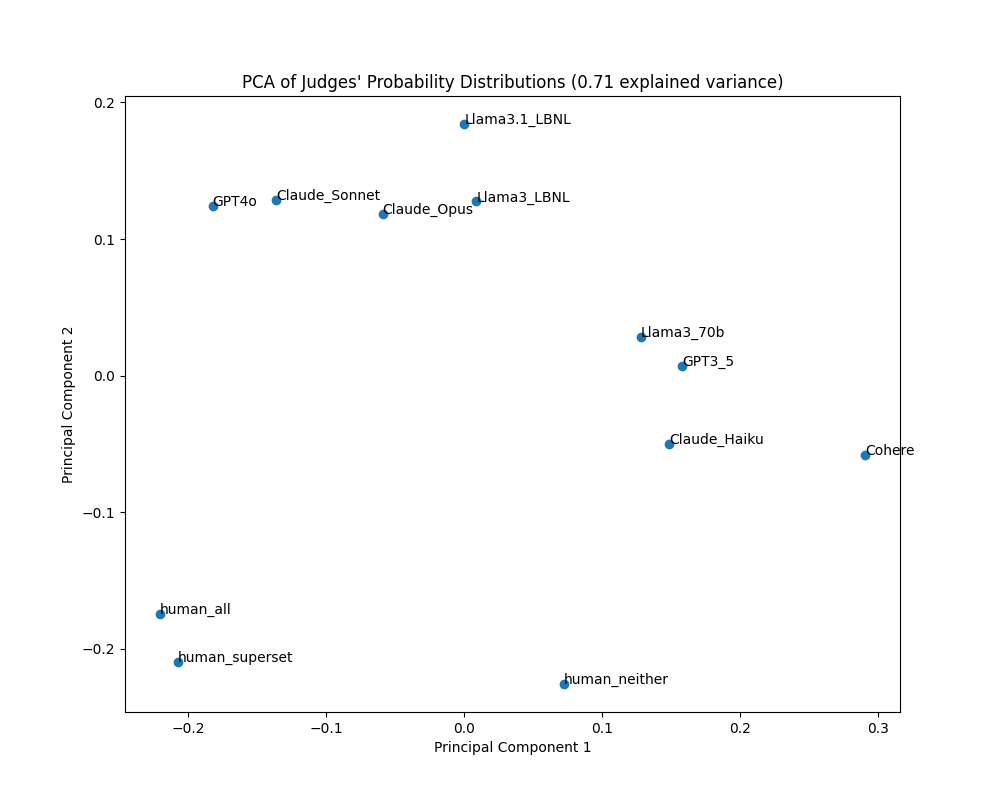 PCA of Judges' Probability Distributions (0.71 explained variance)
0.2
Llama3.1_LBNL
GPT4o
Claude_Sonnet
Claude_Opus
Llama3_LBNL
0.1
Llama3_70b
GPT3_5
0.0
Claude_Haiku
Cohere
−0.1
human_all
−0.2
human_superset
human_neither
−0.2
−0.1
0.0
0.1
0.2
0.3
Principal Component 1
Principal Component 2